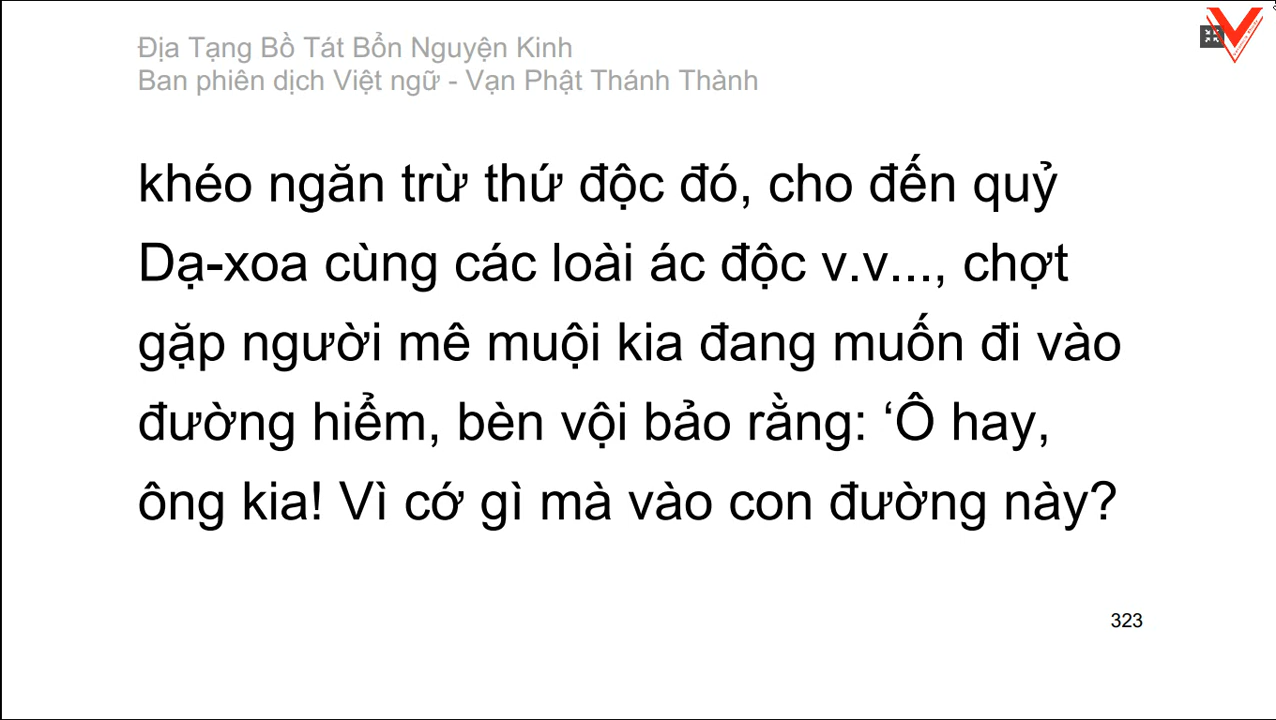 Địa Tạng Bồ Tát Bổn Nguyện Kinh
Ban phiên dịch Việt ngữ - Vạn Phật Thánh Thành
khéo ngăn trừ thứ độc đó, cho đến quỷ
Dạ-xoa cùng các loài ác độc v.v..., chợt
gặp người mê muội kia đang muốn đi vào
đường hiểm, bèn vội bảo rằng: ‘Ô hay,
ông kia! Vì cớ gì mà vào con đường này?
323